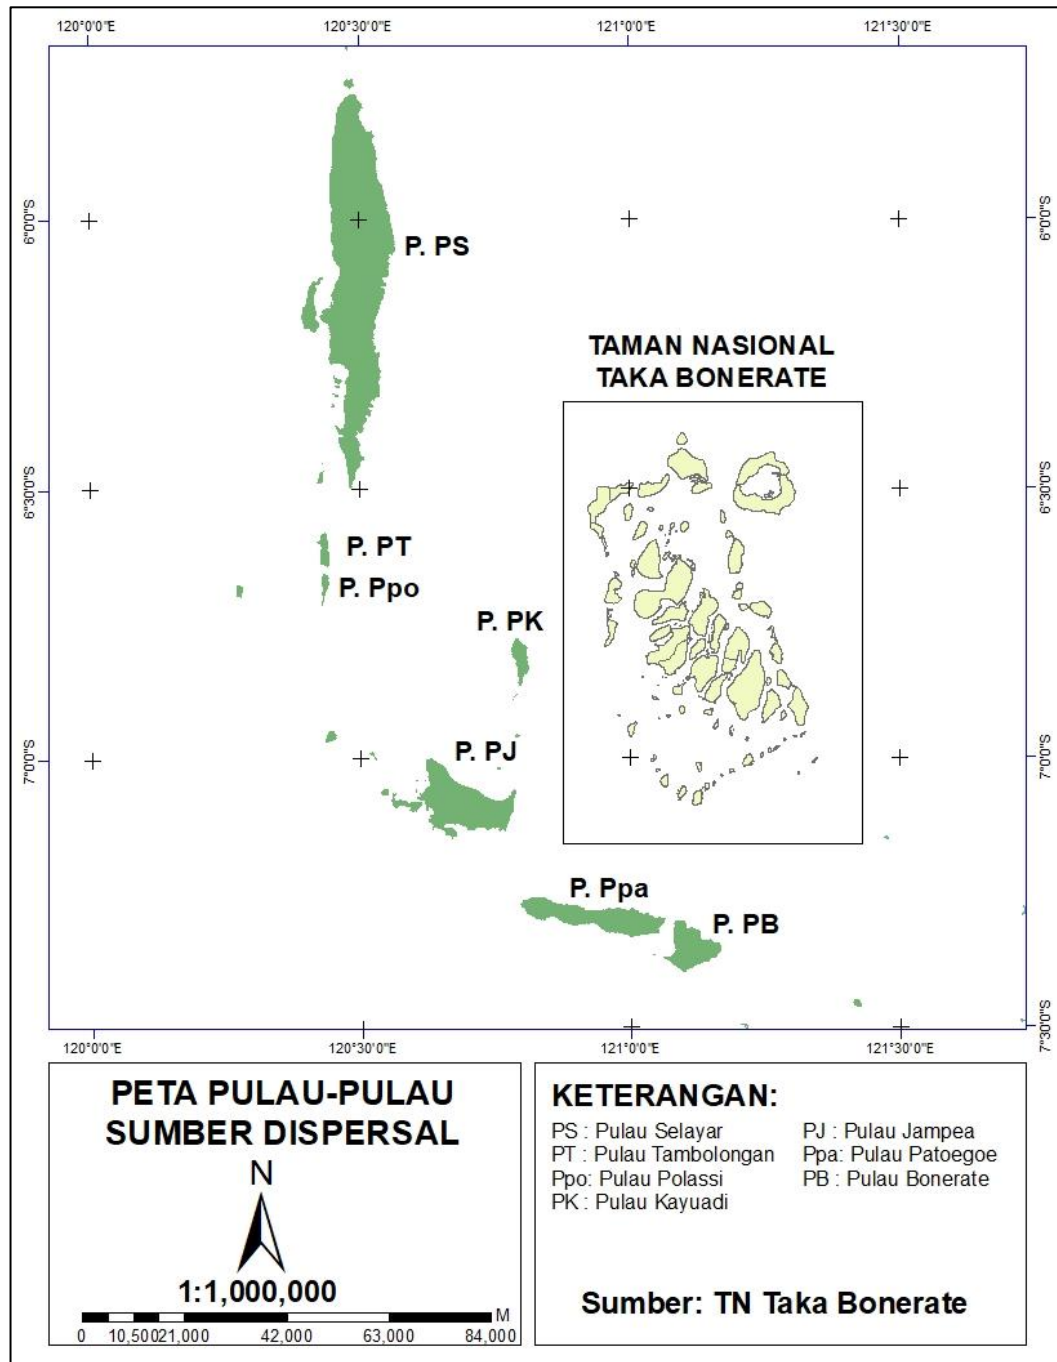 120°0'0"E 120°30'0"E 121°0'0"E 121°30'0"E
6°0'0"S 6°0'0"S
P. PS
TAMAN NASIONAL
TAKA BONERATE
6°30'0"S 6°30'0"S
P. PT
P. Ppo
P. PK
P. PJ
7°0'0"S 7°0'0"S
P. Ppa
P. PB
7°30'0"S
120°0'0"E 120°30'0"E 121°0'0"E 121°30'0"E
PETA PULAU-PULAU
SUMBER DISPERSAL
N
1:1,000,000
M
0 10,50021,000 42,000 63,000 84,000
KETERANGAN:
PS : Pulau Selayar
PT : Pulau Tambolongan
Ppo: Pulau Polassi
PK : Pulau Kayuadi
PJ : Pulau Jampea
Ppa: Pulau Patoegoe
PB : Pulau Bonerate
Sumber: TN Taka Bonerate